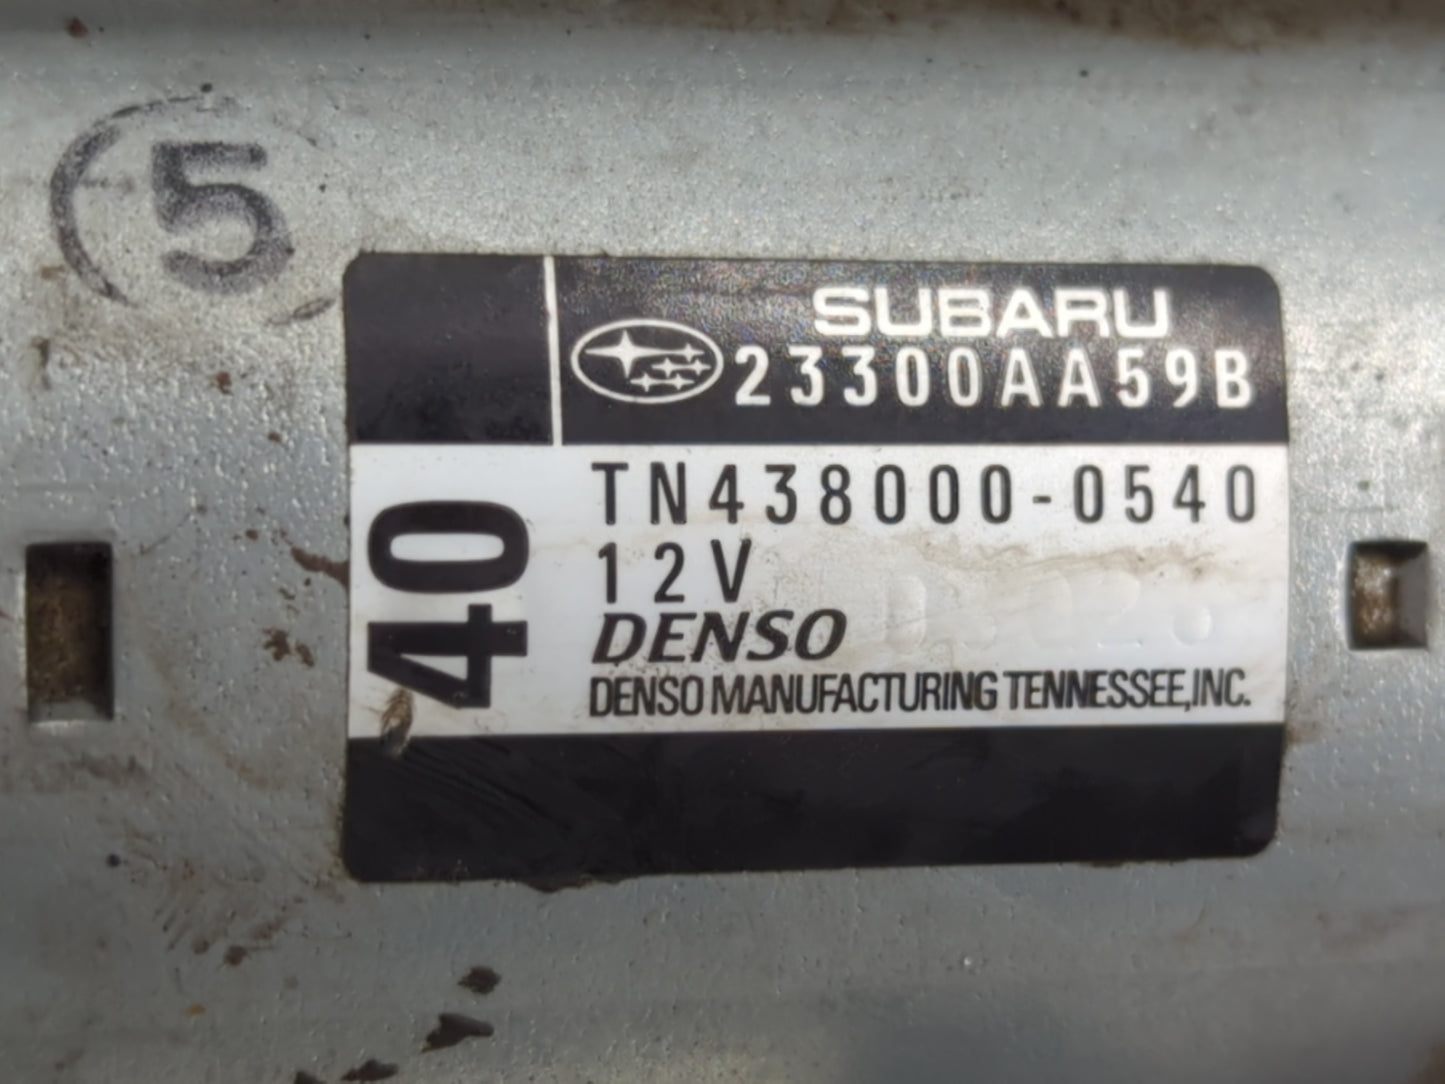 5
SUBARU
23300AA59B
40
TN438000-0540
12V
DENSO
DENSO MANUFACTURING TENNESSEE,INC.